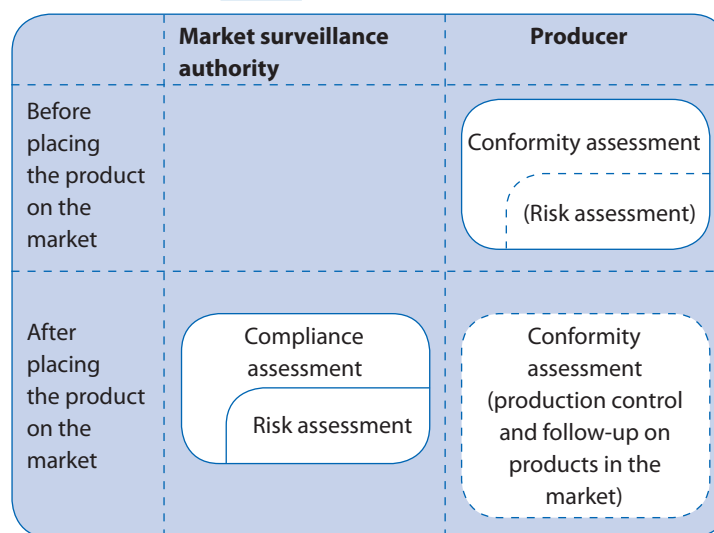 Market surveillance
authority
Producer
Before
placing
the product
on the
market
Conformity assessment
(Risk assessment)
After
placing
the product
on the
market
Compliance
assessment
Risk assessment
Conformity
assessment
(production control
and follow-up on
products in the
market)